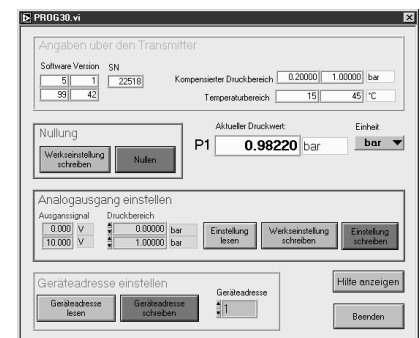 PROG30.vi
Angaben über den Transmitter
Software Version SN
5 1 22518
99 42
Kompensierter Druckbereich 0.20000 1.00000 bar
Temperaturbereich 15 45 °C
Nullung
Werkseinstellung schreiben
Nullen
Aktueller Druckwert:
P1 0.98220 bar
Einheit
bar
Analogausgang einstellen
Ausganssignal Druckbereich
0.000 V 0.00000 bar
10.000 V 1.00000 bar
Einstellung lesen
Werkseinstellung schreiben
Einstellung schreiben
Geräteadresse einstellen
Geräteadresse lesen
Geräteadresse schreiben
Geräteadresse
1
Hilfe anzeigen
Beenden